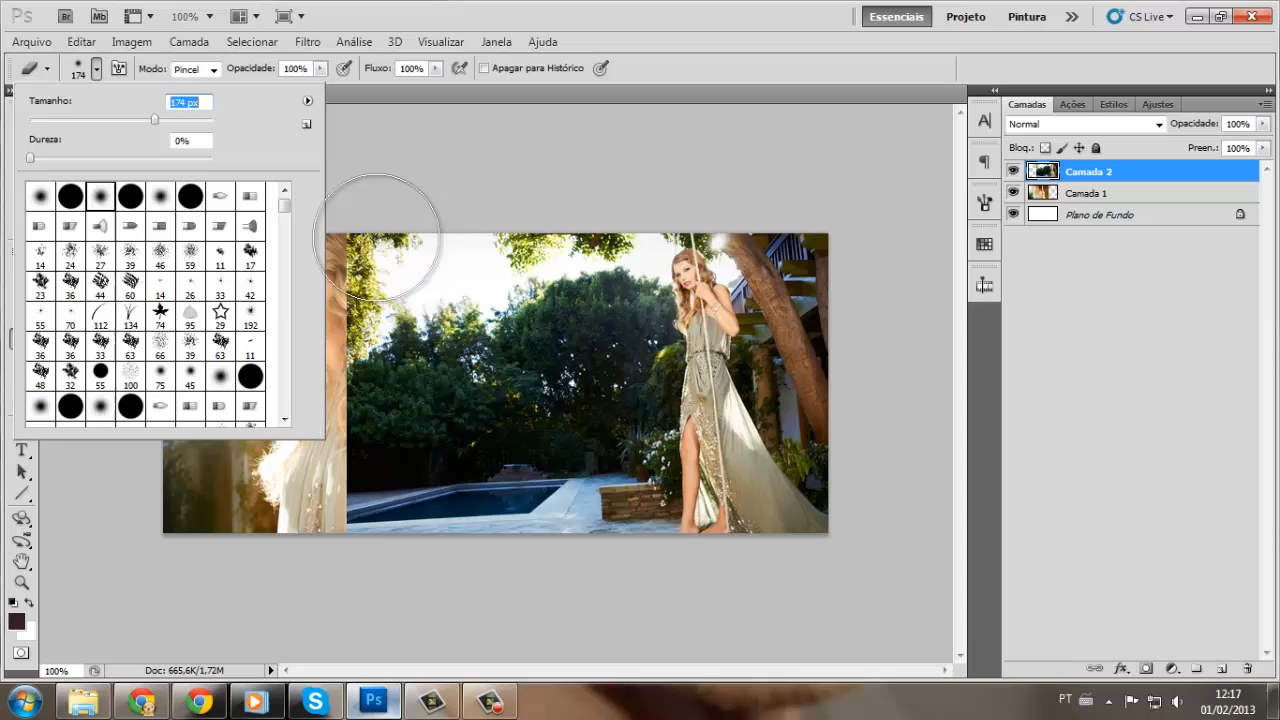 Ps Br Mb 100% Essenciais Projeto Pintura CS Live
Arquivo Editar Imagem Camada Selecionar Filtro Análise 3D Visualizar Janela Ajuda
174 Modo: Pincel Opacidade: 100% Fluxo: 100% Apagar para Histórico
Tamanho: 174 px
Dureza: 0%
14 24 27 39 46 59 11 17
23 36 44 60 14 26 33 42
55 70 112 134 74 95 29 192
36 36 33 63 66 39 63 11
48 32 55 100 75 45
Camadas Ações Estilos Ajustes
Normal Opacidade: 100%
Bloq.: Preen.: 100%
Camada 2
Camada 1
Plano de Fundo
100% Doc: 665,6K/1,72M
PT 12:17
01/02/2013